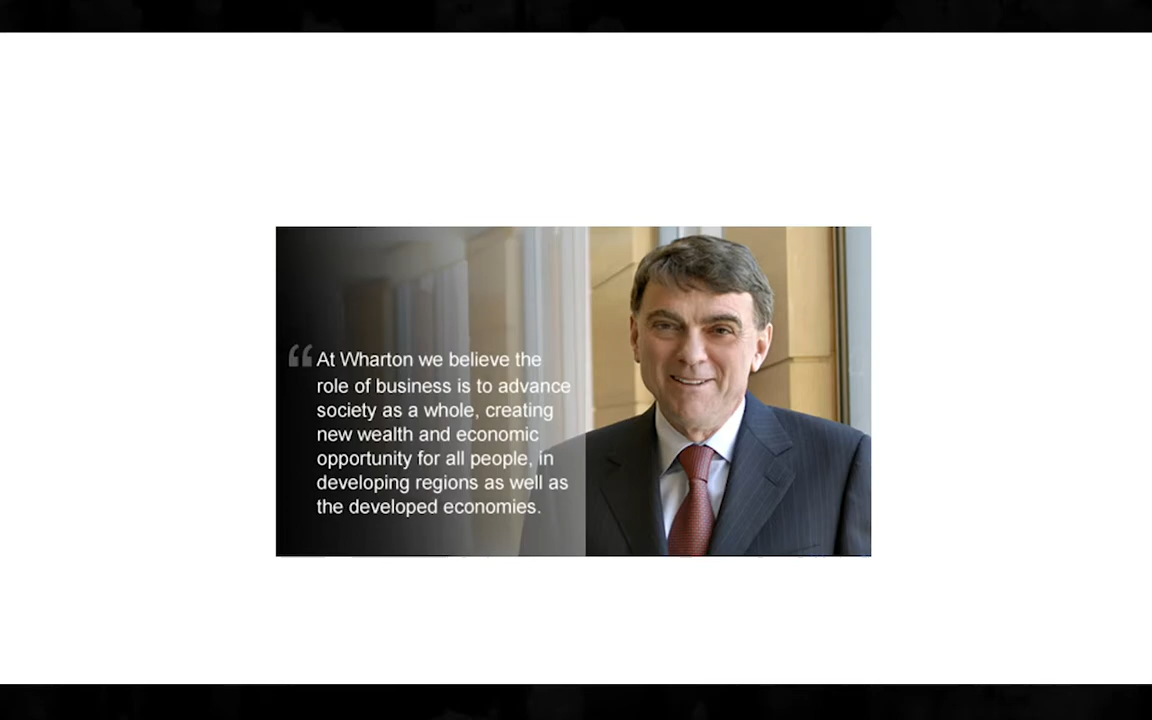 “ At Wharton we believe the
role of business is to advance
society as a whole, creating
new wealth and economic
opportunity for all people, in
developing regions as well as
the developed economies.